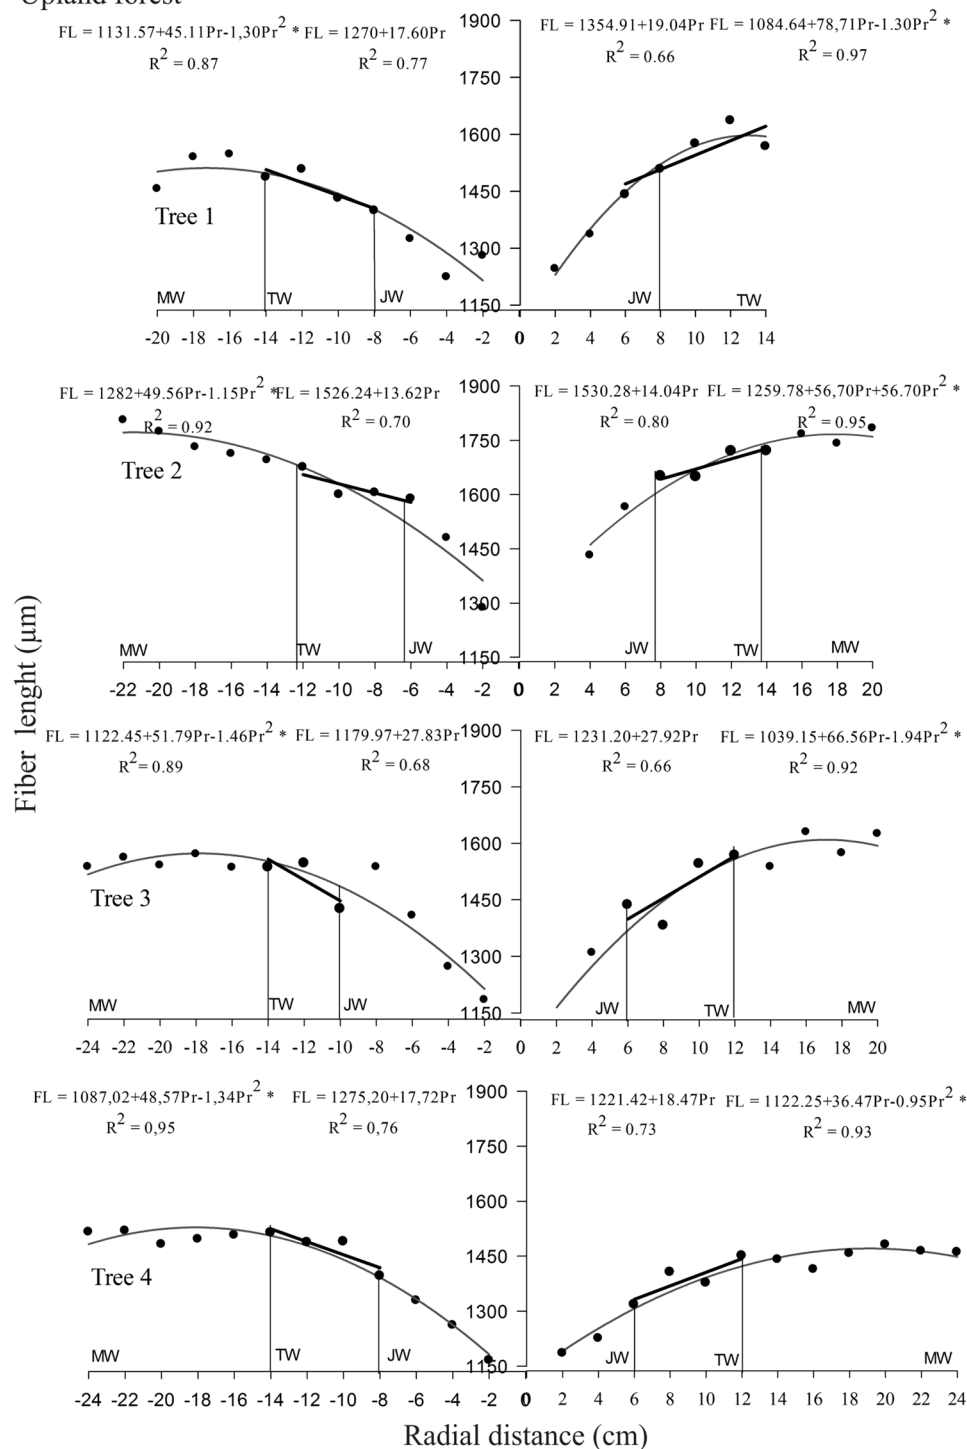 Upland forest
FL = 1131.57+45.11Pr-1,30Pr2 * FL = 1270+17.60Pr
R2 = 0.87 R2 = 0.77
1900
FL = 1354.91+19.04Pr FL = 1084.64+78,71Pr-1.30Pr2 *
R2 = 0.66 R2 = 0.97
1750
1600
1450
1300
1150
Tree 1
MW TW JW JW TW
-20 -18 -16 -14 -12 -10 -8 -6 -4 -2 0 2 4 6 8 10 12 14
FL = 1282+49.56Pr-1.15Pr2 * FL = 1526.24+13.62Pr
R2 = 0.92 R2 = 0.70
1900
FL = 1530.28+14.04Pr FL = 1259.78+56,70Pr+56.70Pr2 *
R2 = 0.80 R2 = 0.95
1750
1600
1450
1300
1150
Tree 2
MW TW JW JW TW MW
-22 -20 -18 -16 -14 -12 -10 -8 -6 -4 -2 0 2 4 6 8 10 12 14 16 18 20
Fiber lenght (µm)
FL = 1122.45+51.79Pr-1.46Pr2 * FL = 1179.97+27.83Pr
R2 = 0.89 R2 = 0.68
1900
FL = 1231.20+27.92Pr FL = 1039.15+66.56Pr-1.94Pr2 *
R2 = 0.66 R2 = 0.92
1750
1600
1450
1300
1150
Tree 3
MW TW JW JW TW MW
-24 -22 -20 -18 -16 -14 -12 -10 -8 -6 -4 -2 0 2 4 6 8 10 12 14 16 18 20
FL = 1087,02+48,57Pr-1,34Pr2 * FL = 1275,20+17,72Pr
R2 = 0,95 R2 = 0,76
1900
FL = 1221.42+18.47Pr FL = 1122.25+36.47Pr-0.95Pr2 *
R2 = 0.73 R2 = 0.93
1750
1600
1450
1300
1150
Tree 4
MW TW JW JW TW MW
-24 -22 -20 -18 -16 -14 -12 -10 -8 -6 -4 -2 0 2 4 6 8 10 12 14 16 18 20 22 24
Radial distance (cm)